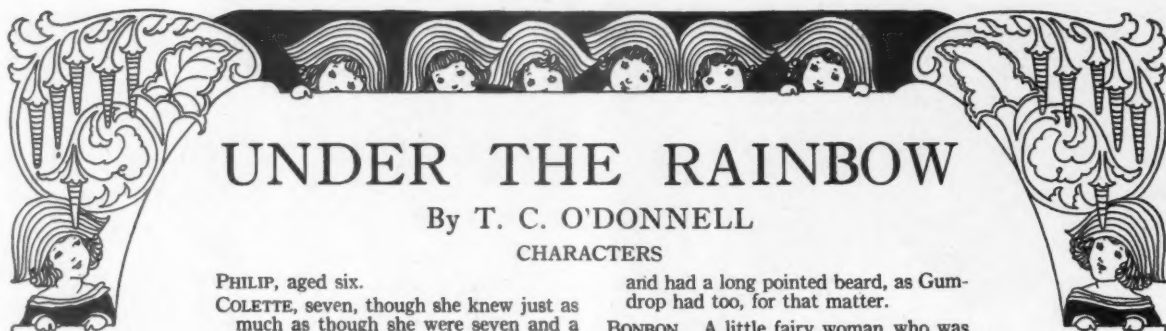 UNDER THE RAINBOW
By T. C. O'DONNELL
CHARACTERS
PHILIP, aged six.
COLETTE, seven, though she knew just as
much as though she were seven and a
and had a long pointed beard, as Gum-
drop had too, for that matter.
BONBON. A little fairy woman who was